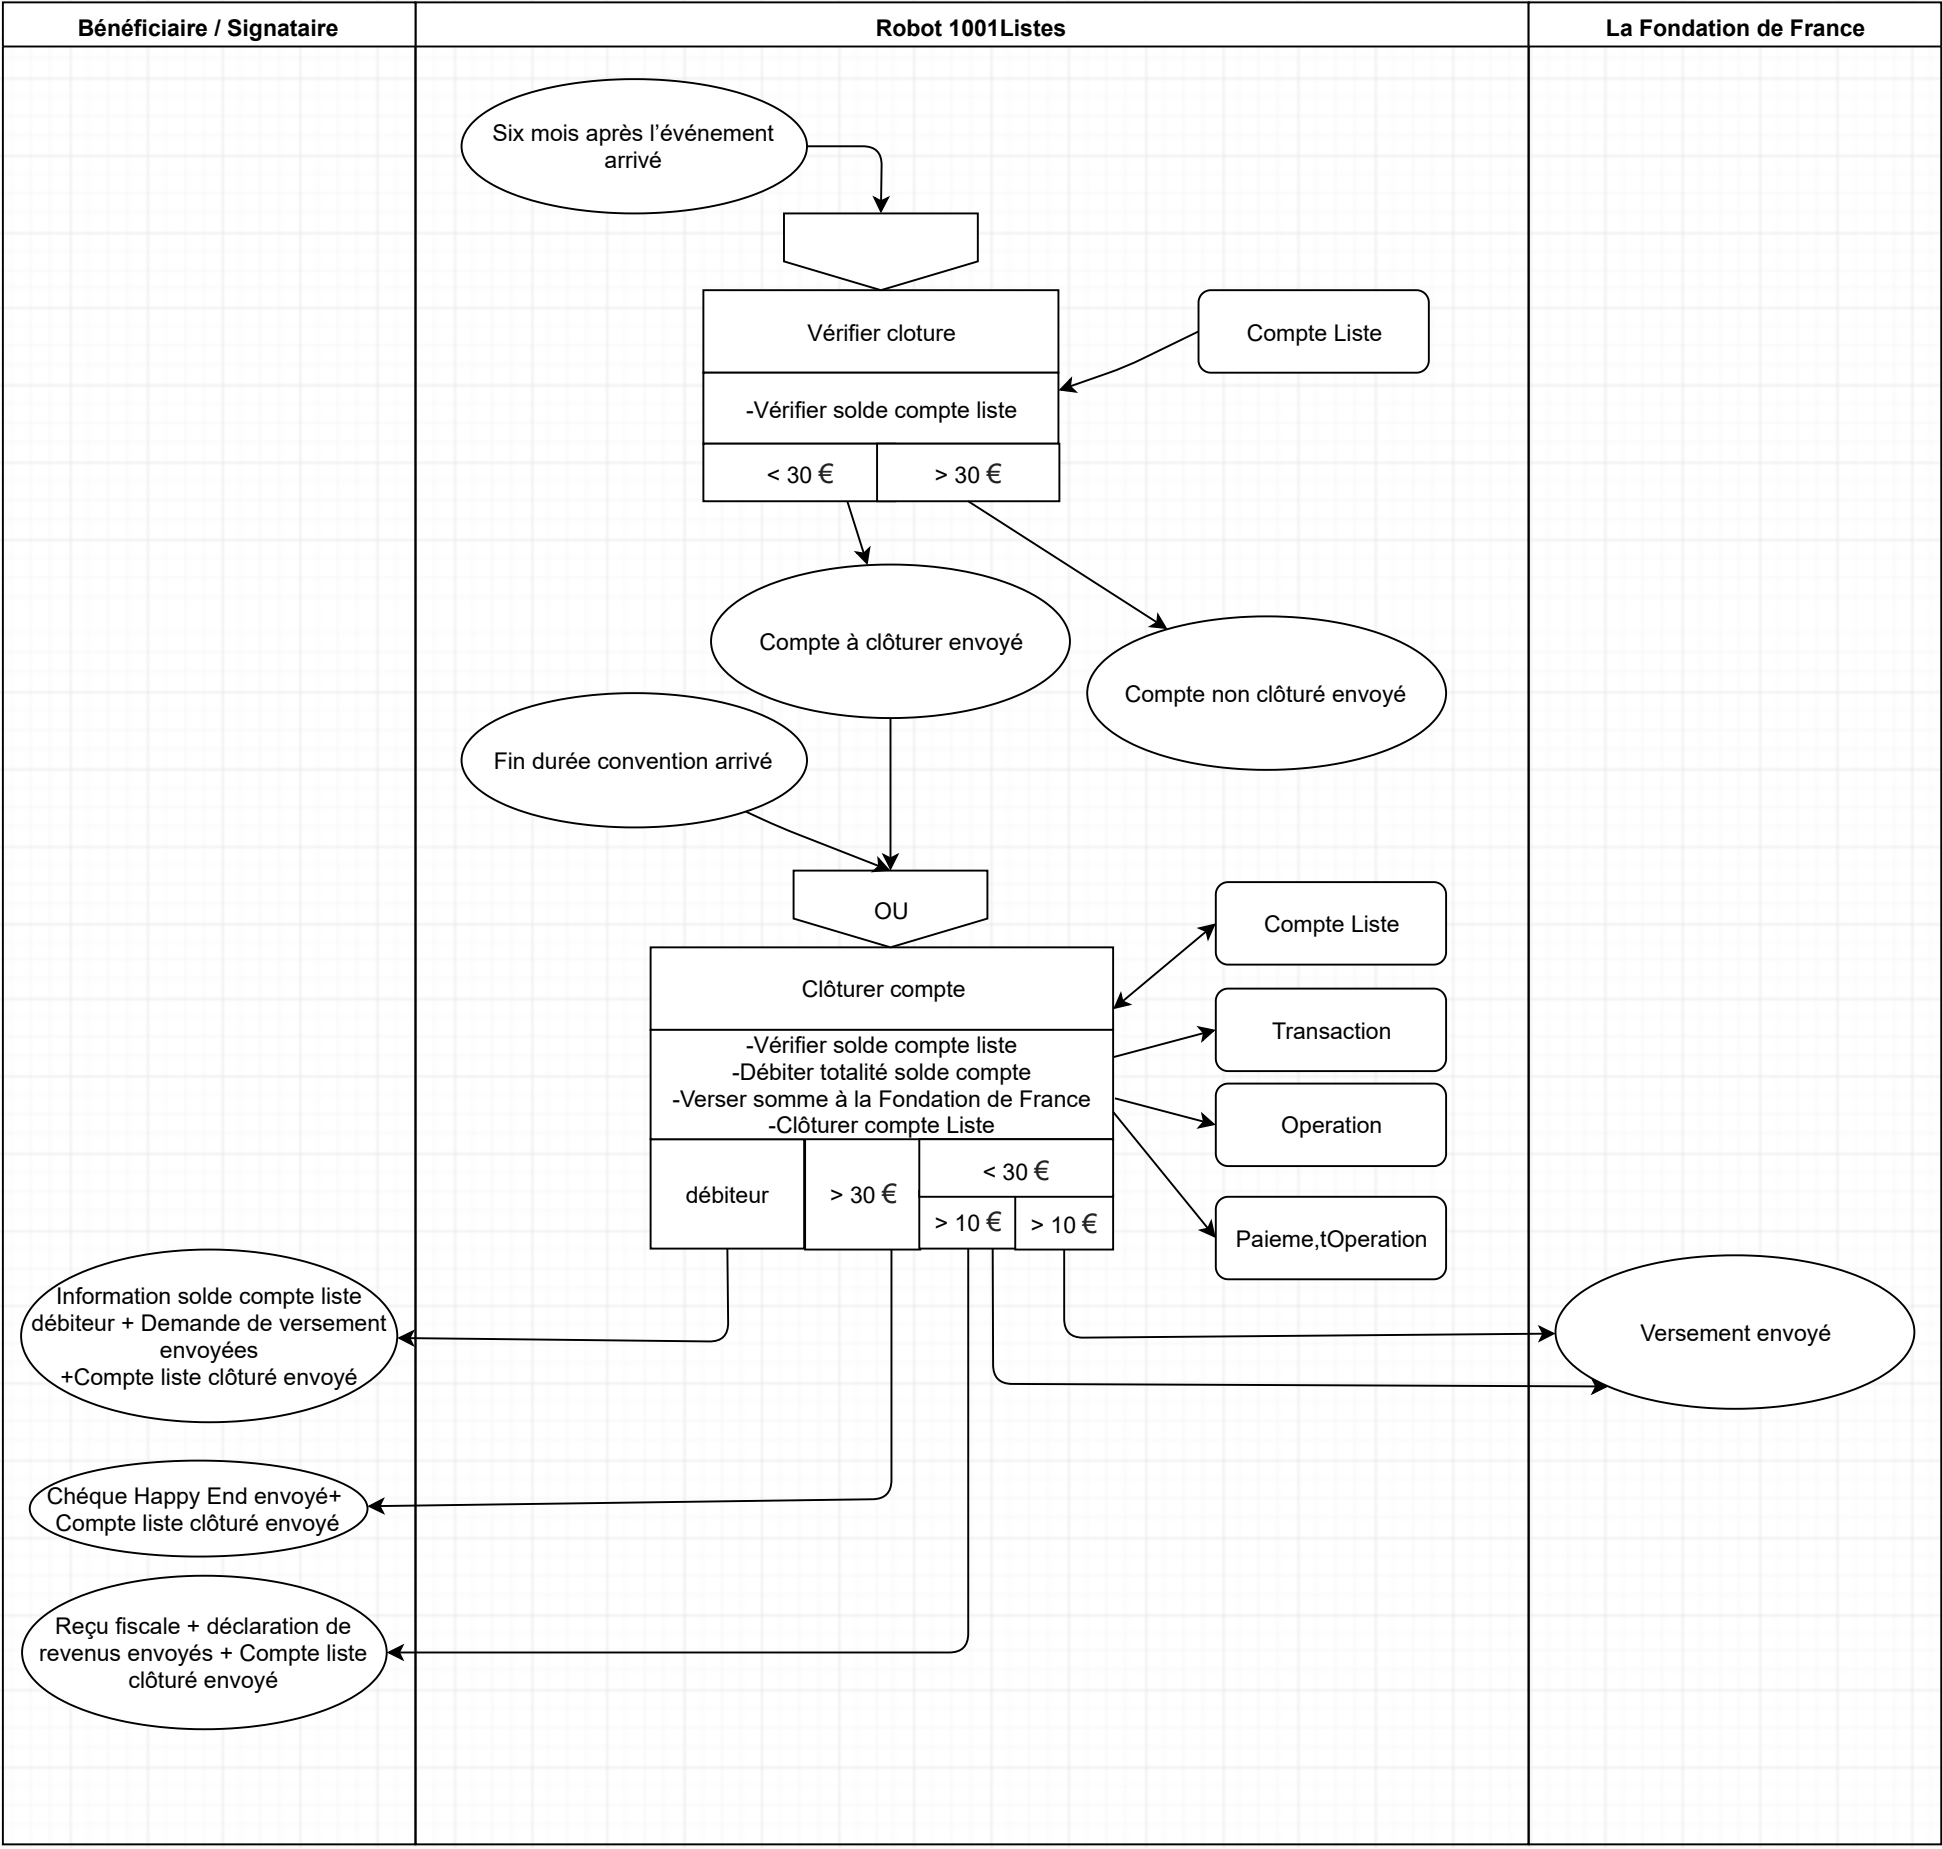 Bénéficiaire / Signataire
Robot 1001Listes
La Fondation de France
Six mois après l’événement
arrivé
Vérifier cloture
Compte Liste
-Vérifier solde compte liste
< 30 €
> 30 €
Compte à clôturer envoyé
Compte non clôturé envoyé
Fin durée convention arrivé
OU
Compte Liste
Clôturer compte
Transaction
-Vérifier solde compte liste
-Débiter totalité solde compte
-Verser somme à la Fondation de France
-Clôturer compte Liste
Operation
débiteur
> 30 €
< 30 €
> 10 €
> 10 €
Paieme,tOperation
Information solde compte liste
débiteur + Demande de versement
envoyées
+Compte liste clôturé envoyé
Versement envoyé
Chéque Happy End envoyé+
Compte liste clôturé envoyé
Reçu fiscale + déclaration de
revenus envoyés + Compte liste
clôturé envoyé